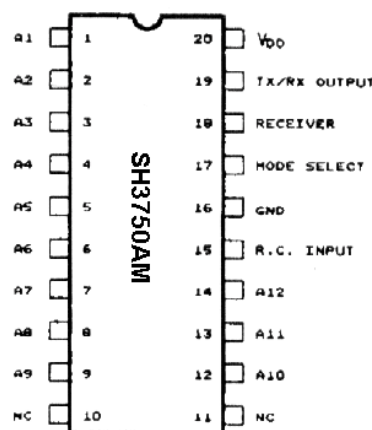 A1 1 20 VDD
A2 2 19 TX/RX OUTPUT
A3 3 18 RECEIVER
A4 4 17 MODE SELECT
A5 5 16 GND
A6 6 15 R.C. INPUT
A7 7 14 A12
A8 8 13 A11
A9 9 12 A10
NC 10 11 NC
SH3750AM